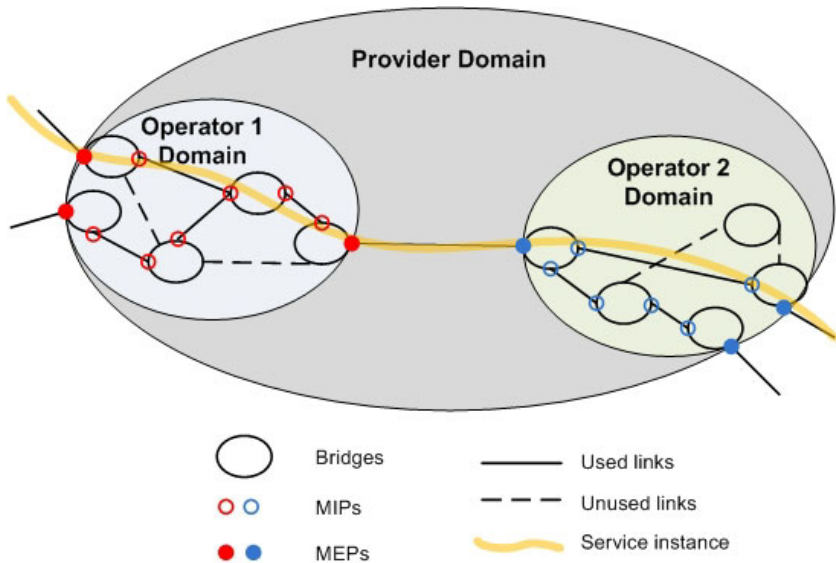 Provider Domain
Operator 1
Domain
Operator 2
Domain
Bridges
Used links
MIPs
Unused links
MEPs
Service instance